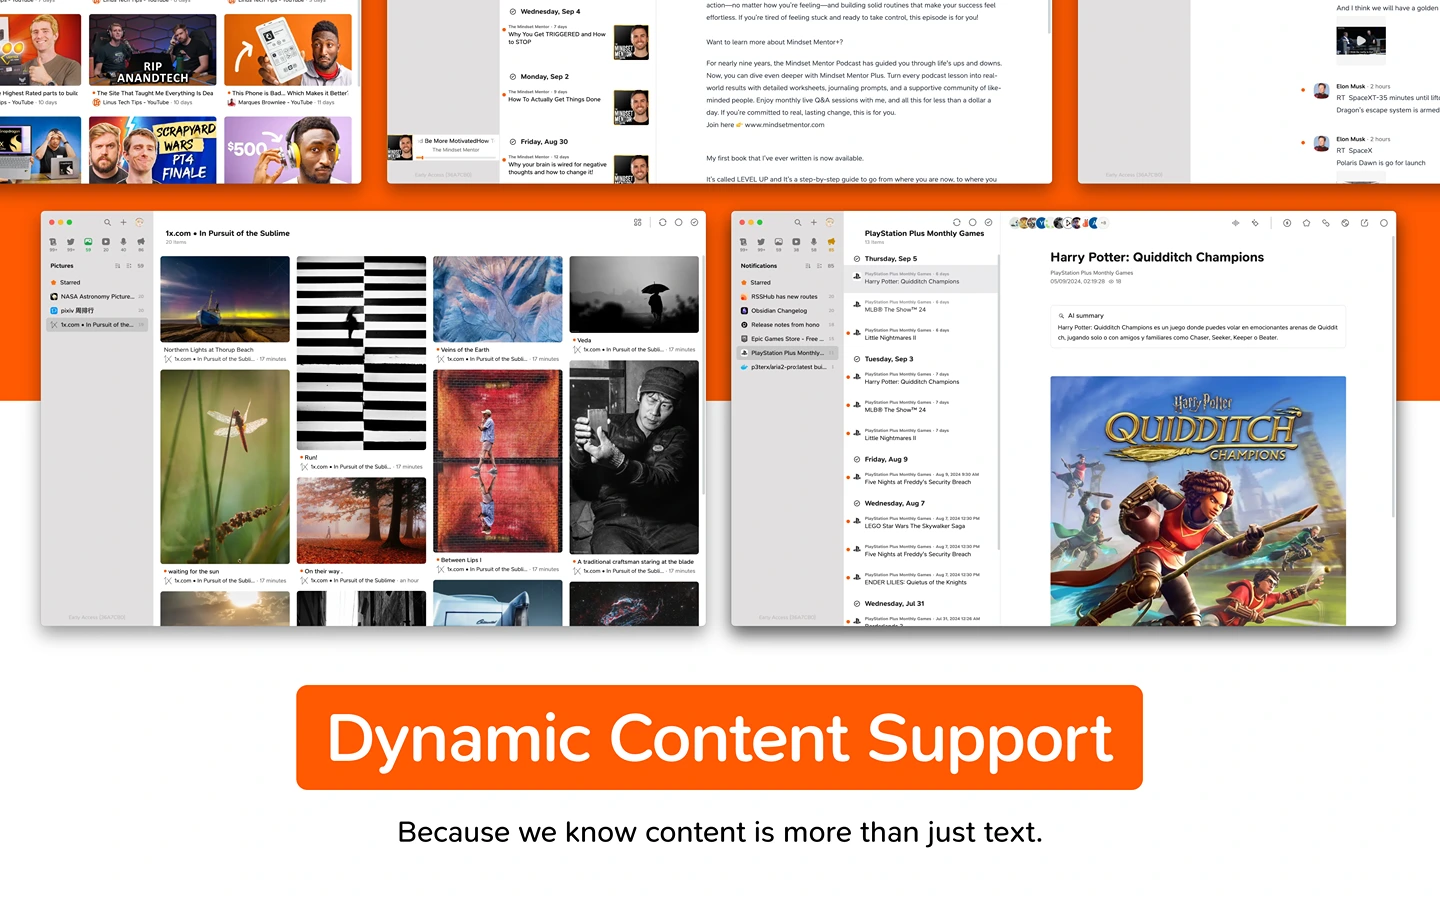 Linus Tech Tips - YouTube · 7 days
RIP
ANANDTECH
Highest Rated parts to build
The Site That Taught Me Everything Is Dea
Linus Tech Tips - YouTube · 10 days
This Phone is Bad... Which Makes it Better
Marques Brownlee - YouTube · 11 days
SCRAPYARD
WARS
PT4
FINALE
$500
Wednesday, Sep 4
The Mindset Mentor · 7 days
Why You Get TRIGGERED and How
to STOP
Monday, Sep 2
The Mindset Mentor · 8 days
How To Actually Get Things Done
Friday, Aug 30
The Mindset Mentor · 12 days
Why your brain is wired for negative
thoughts and how to change it!
Be More MotivatedHow T
The Mindset Mentor
action—no matter how you're feeling—and building solid routines that make your success feel
effortless. If you're tired of feeling stuck and ready to take control, this episode is for you!
Want to learn more about Mindset Mentor+?
For nearly nine years, the Mindset Mentor Podcast has guided you through life's ups and downs.
Now, you can dive even deeper with Mindset Mentor Plus. Turn every podcast lesson into real-
world results with detailed worksheets, journaling prompts, and a supportive community of like-
minded people. Enjoy monthly live Q&A sessions with me, and all this for less than a dollar a
day. If you're committed to real, lasting change, this is for you.
Join here 👉 www.mindsetmentor.com
My first book that I've ever written is now available.
It's called LEVEL UP and It's a step-by-step guide to go from where you are now, to where you
And I think we will have a golden
Elon Musk · 2 hours
RT SpaceXT-35 minutes until lifto
Dragon's escape system is armed
Elon Musk · 2 hours
RT SpaceX
Polaris Dawn is go for launch
1x.com • In Pursuit of the Sublime
20 items
Pictures
Starred
NASA Astronomy Picture...
pixiv 周排行
1x.com • In Pursuit of the...
Northern Lights at Thorup Beach
1x.com • In Pursuit of the Subli... · 17 minutes
waiting for the sun
1x.com • In Pursuit of the Subli... · 17 minutes
Run!
1x.com • In Pursuit of the Subli... · 17 minutes
On their way .
1x.com • In Pursuit of the Sublime · an hour
Veins of the Earth
1x.com • In Pursuit of the Subli... · 17 minutes
Between Lips I
1x.com • In Pursuit of the Subli... · 17 minutes
Veda
1x.com • In Pursuit of the Subli... · 17 minutes
A traditional craftsman staring at the blade
1x.com • In Pursuit of the Subli... · 17 minutes
Notifications
Starred
RSSHub has new routes
Obsidian Changelog
Release notes from hono
Epic Games Store - Free ...
PlayStation Plus Monthly...
p3terx/aria2-pro:latest bui...
PlayStation Plus Monthly Games
13 items
Thursday, Sep 5
PlayStation Plus Monthly Games · 6 days
Harry Potter: Quidditch Champions
PlayStation Plus Monthly Games · 6 days
MLB® The Show™ 24
PlayStation Plus Monthly Games · 6 days
Little Nightmares II
Tuesday, Sep 3
PlayStation Plus Monthly Games · 7 days
Harry Potter: Quidditch Champions
PlayStation Plus Monthly Games · 7 days
MLB® The Show™ 24
PlayStation Plus Monthly Games · 7 days
Little Nightmares II
Friday, Aug 9
PlayStation Plus Monthly Games · Aug 9, 2024 9:30 AM
Five Nights at Freddy's Security Breach
Wednesday, Aug 7
PlayStation Plus Monthly Games · Aug 7, 2024 12:30 PM
LEGO Star Wars The Skywalker Saga
PlayStation Plus Monthly Games · Aug 7, 2024 12:30 PM
Five Nights at Freddy's Security Breach
PlayStation Plus Monthly Games · Aug 7, 2024 12:30 PM
ENDER LILIES: Quietus of the Knights
Wednesday, Jul 31
PlayStation Plus Monthly Games · Jul 31, 2024 12:26 AM
Harry Potter: Quidditch Champions
PlayStation Plus Monthly Games
05/09/2024, 02:19:28 18
AI summary
Harry Potter: Quidditch Champions es un juego donde puedes volar en emocionantes arenas de Quiddit
ch, jugando solo o con amigos y familiares como Chaser, Seeker, Keeper o Beater.
Harry Potter
QUIDDITCH
CHAMPIONS
Dynamic Content Support
Because we know content is more than just text.